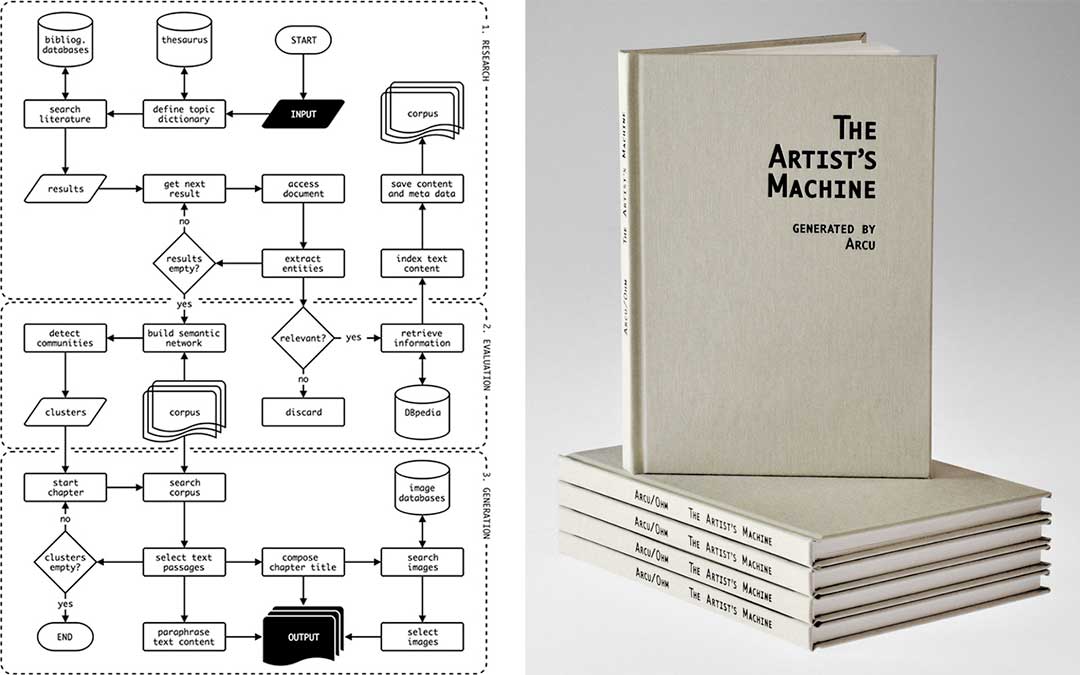 1. RESEARCH
bibliog.
databases
thesaurus
START
search
literature
define topic
dictionary
INPUT
corpus
results
get next
result
access
document
save content
and meta data
no
results
empty?
extract
entities
index text
content
yes
2. EVALUATION
detect
communities
build semantic
network
relevant?
yes
retrieve
information
no
clusters
corpus
discard
DBpedia
3. GENERATION
start
chapter
search
corpus
image
databases
no
clusters
empty?
select text
passages
compose
chapter title
search
images
yes
END
paraphrase
text content
OUTPUT
select
images
THE
ARTIST'S
MACHINE
GENERATED BY
ARCU
ARCU/OHM THE ARTIST'S MACHINE
ARCU/OHM THE ARTIST'S MACHINE
ARCU/OHM THE ARTIST'S MACHINE
ARCU/OHM THE ARTIST'S MACHINE
ARCU/OHM THE ARTIST'S MACHINE